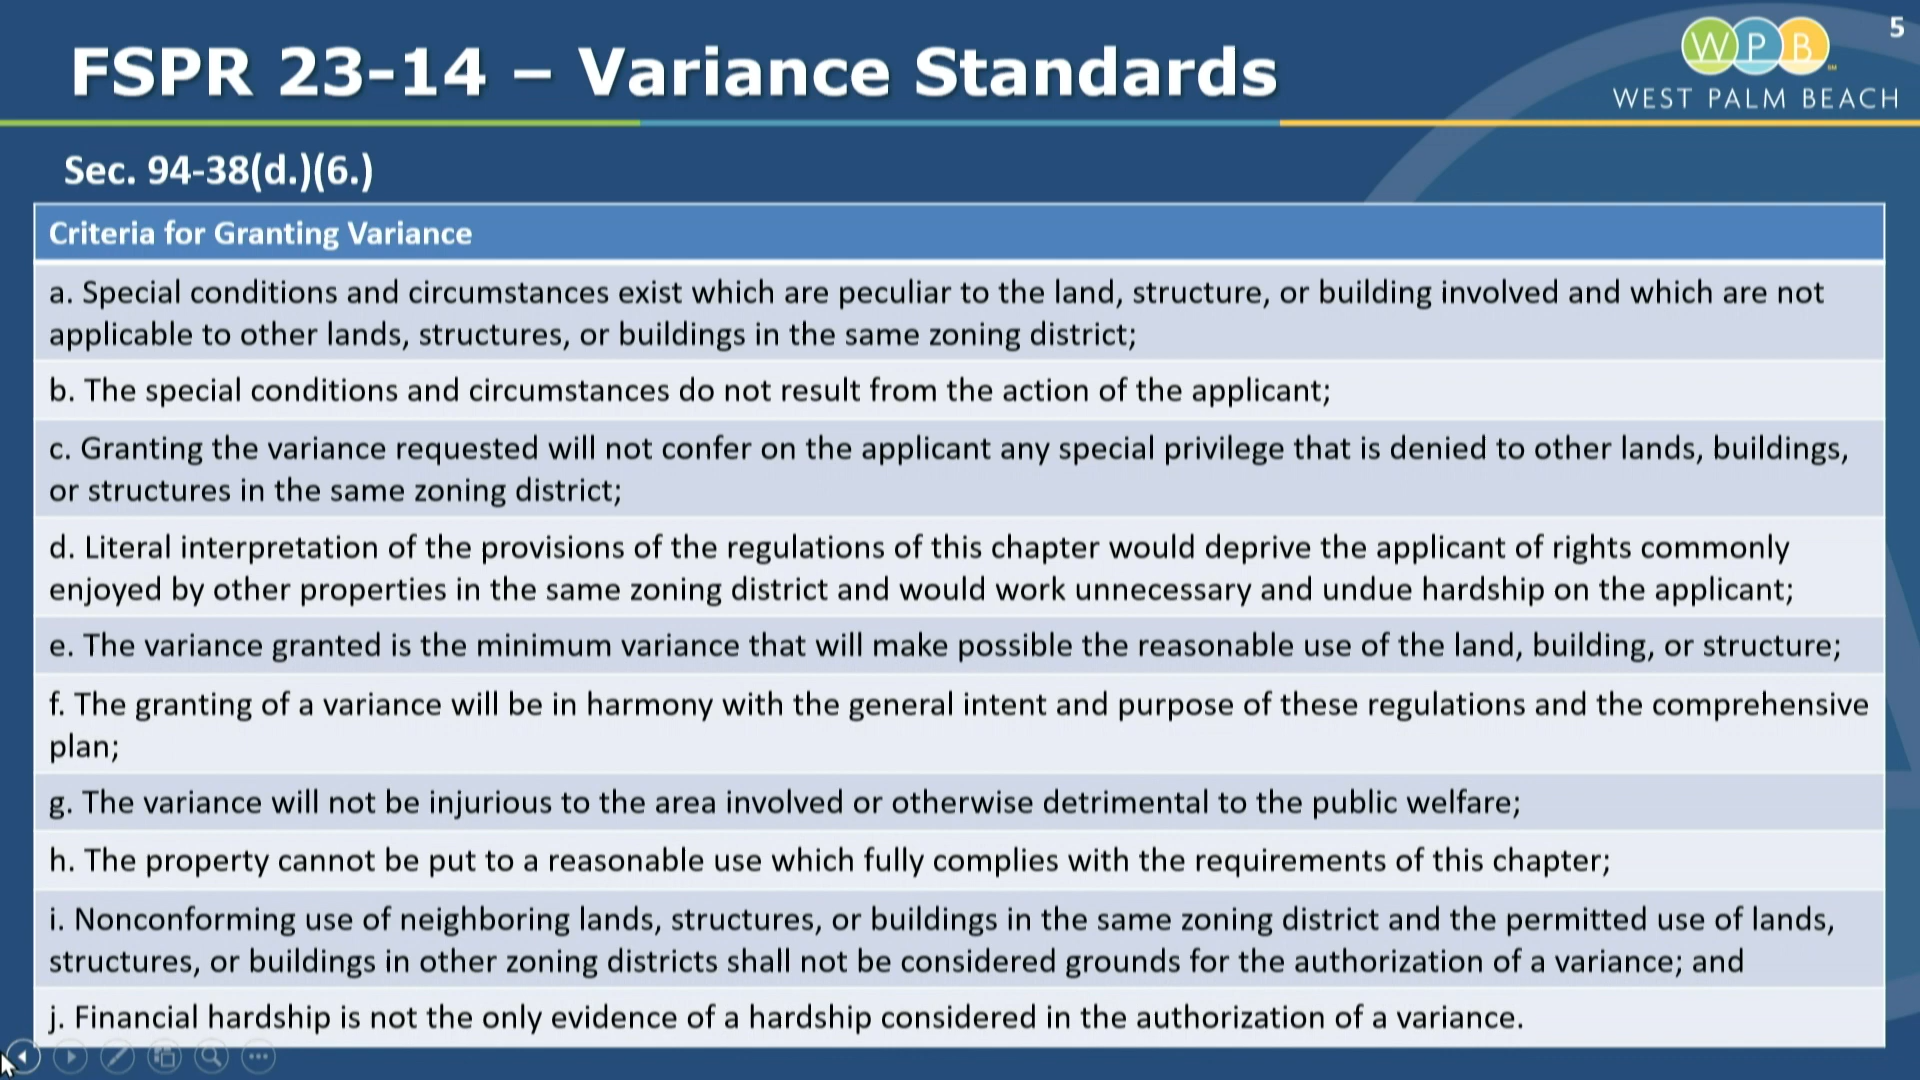 5
FSPR 23-14 – Variance Standards
WPB
SM
WEST PALM BEACH
Sec. 94-38(d.)(6.)
Criteria for Granting Variance
a. Special conditions and circumstances exist which are peculiar to the land, structure, or building involved and which are not
applicable to other lands, structures, or buildings in the same zoning district;
b. The special conditions and circumstances do not result from the action of the applicant;
c. Granting the variance requested will not confer on the applicant any special privilege that is denied to other lands, buildings,
or structures in the same zoning district;
d. Literal interpretation of the provisions of the regulations of this chapter would deprive the applicant of rights commonly
enjoyed by other properties in the same zoning district and would work unnecessary and undue hardship on the applicant;
e. The variance granted is the minimum variance that will make possible the reasonable use of the land, building, or structure;
f. The granting of a variance will be in harmony with the general intent and purpose of these regulations and the comprehensive
plan;
g. The variance will not be injurious to the area involved or otherwise detrimental to the public welfare;
h. The property cannot be put to a reasonable use which fully complies with the requirements of this chapter;
i. Nonconforming use of neighboring lands, structures, or buildings in the same zoning district and the permitted use of lands,
structures, or buildings in other zoning districts shall not be considered grounds for the authorization of a variance; and
j. Financial hardship is not the only evidence of a hardship considered in the authorization of a variance.